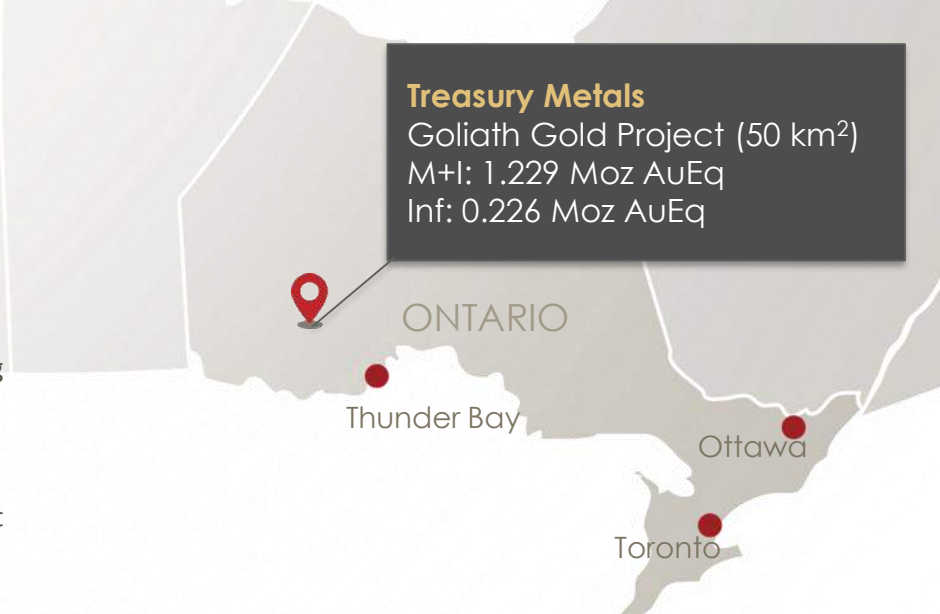 Treasury Metals
Goliath Gold Project (50 km²)
M+I: 1.229 Moz AuEq
Inf: 0.226 Moz AuEq
ONTARIO
Thunder Bay
Ottawa
Toronto